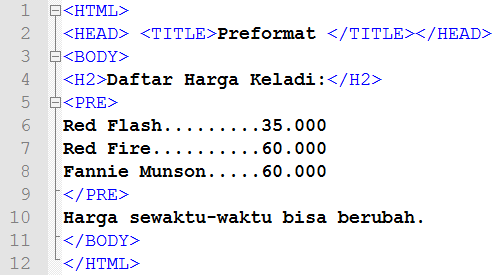 1 <HTML>
2 <HEAD> <TITLE>Preformat </TITLE></HEAD>
3 <BODY>
4 <H2>Daftar Harga Keladi:</H2>
5 <PRE>
6 Red Flash.........35.000
7 Red Fire..........60.000
8 Fannie Munson.....60.000
9 </PRE>
10 Harga sewaktu-waktu bisa berubah.
11 </BODY>
12 </HTML>